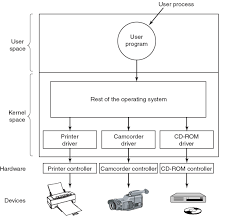 User process
User
space
User
program
Rest of the operating system
Kernel
space
Printer
driver
Camcorder
driver
CD-ROM
driver
Hardware
Printer controller
Camcorder controller
CD-ROM controller
Devices